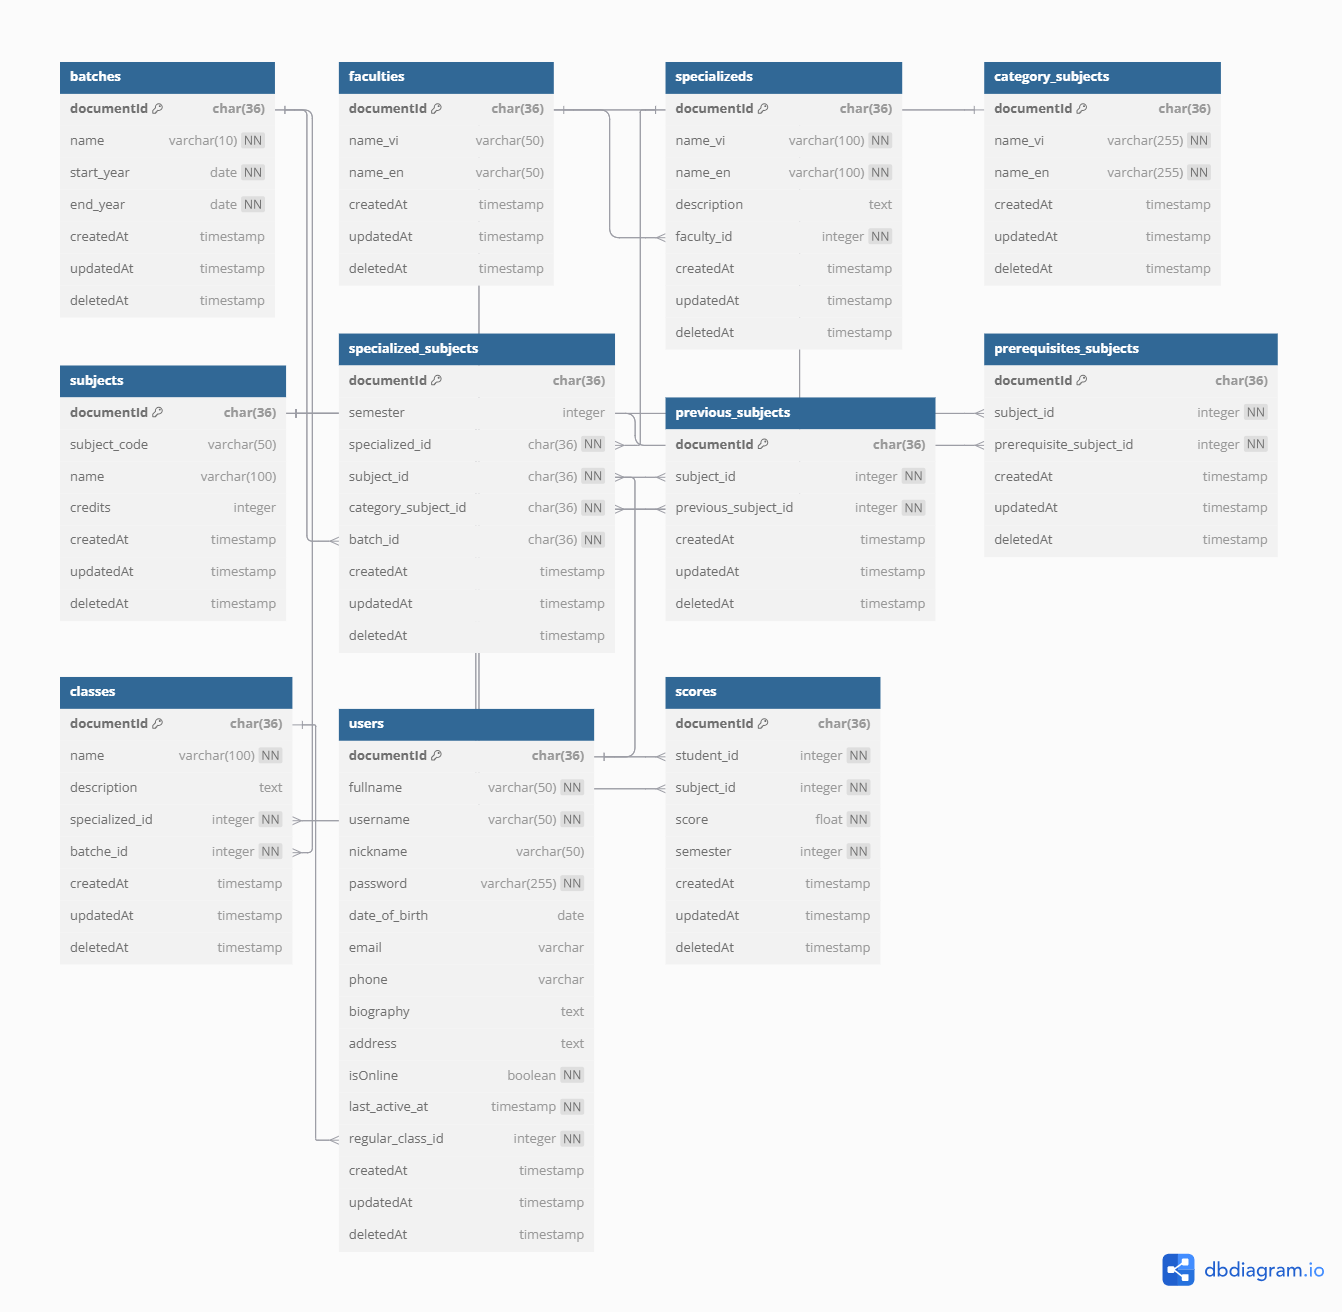 batches
documentId char(36)
name varchar(10) NN
start_year date NN
end_year date NN
createdAt timestamp
updatedAt timestamp
deletedAt timestamp
faculties
documentId char(36)
name_vi varchar(50)
name_en varchar(50)
createdAt timestamp
updatedAt timestamp
deletedAt timestamp
specializeds
documentId char(36)
name_vi varchar(100) NN
name_en varchar(100) NN
description text
faculty_id integer NN
createdAt timestamp
updatedAt timestamp
deletedAt timestamp
category_subjects
documentId char(36)
name_vi varchar(255) NN
name_en varchar(255) NN
createdAt timestamp
updatedAt timestamp
deletedAt timestamp
subjects
documentId char(36)
subject_code varchar(50)
name varchar(100)
credits integer
createdAt timestamp
updatedAt timestamp
deletedAt timestamp
specialized_subjects
documentId char(36)
semester integer
specialized_id char(36) NN
subject_id char(36) NN
category_subject_id char(36) NN
batch_id char(36) NN
createdAt timestamp
updatedAt timestamp
deletedAt timestamp
previous_subjects
documentId char(36)
subject_id integer NN
previous_subject_id integer NN
createdAt timestamp
updatedAt timestamp
deletedAt timestamp
prerequisites_subjects
documentId char(36)
subject_id integer NN
prerequisite_subject_id integer NN
createdAt timestamp
updatedAt timestamp
deletedAt timestamp
classes
documentId char(36)
name varchar(100) NN
description text
specialized_id integer NN
batche_id integer NN
createdAt timestamp
updatedAt timestamp
deletedAt timestamp
users
documentId char(36)
fullname varchar(50) NN
username varchar(50) NN
nickname varchar(50)
password varchar(255) NN
date_of_birth date
email varchar
phone varchar
biography text
address text
isOnline boolean NN
last_active_at timestamp NN
regular_class_id integer NN
createdAt timestamp
updatedAt timestamp
deletedAt timestamp
scores
documentId char(36)
student_id integer NN
subject_id integer NN
score float NN
semester integer NN
createdAt timestamp
updatedAt timestamp
deletedAt timestamp
dbdiagram.io